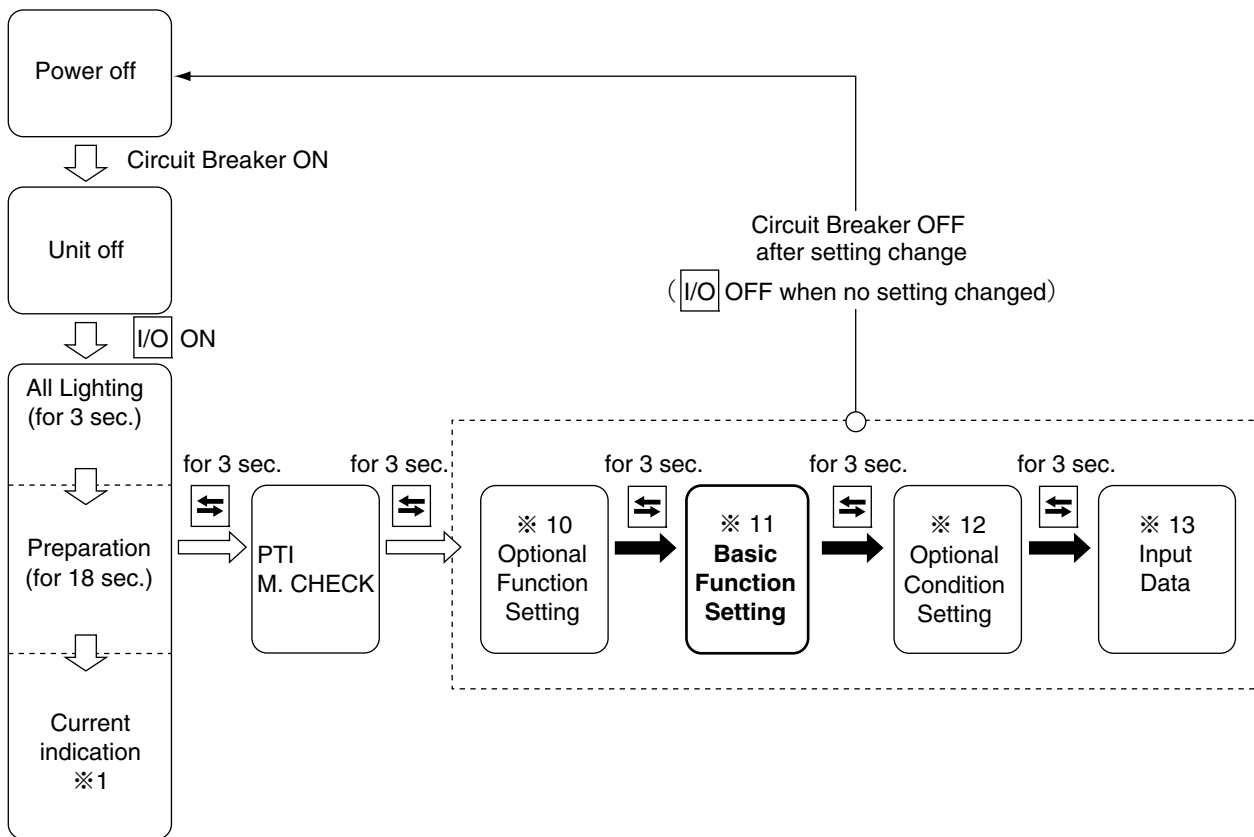 Power off
Circuit Breaker ON
Unit off
I/O ON
All Lighting
(for 3 sec.)
Preparation
(for 18 sec.)
Current
indication
※1
for 3 sec.
PTI
M. CHECK
for 3 sec.
Circuit Breaker OFF
after setting change
( I/O OFF when no setting changed)
※ 10
Optional
Function
Setting
for 3 sec.
※ 11
Basic
Function
Setting
for 3 sec.
※ 12
Optional
Condition
Setting
for 3 sec.
※ 13
Input
Data